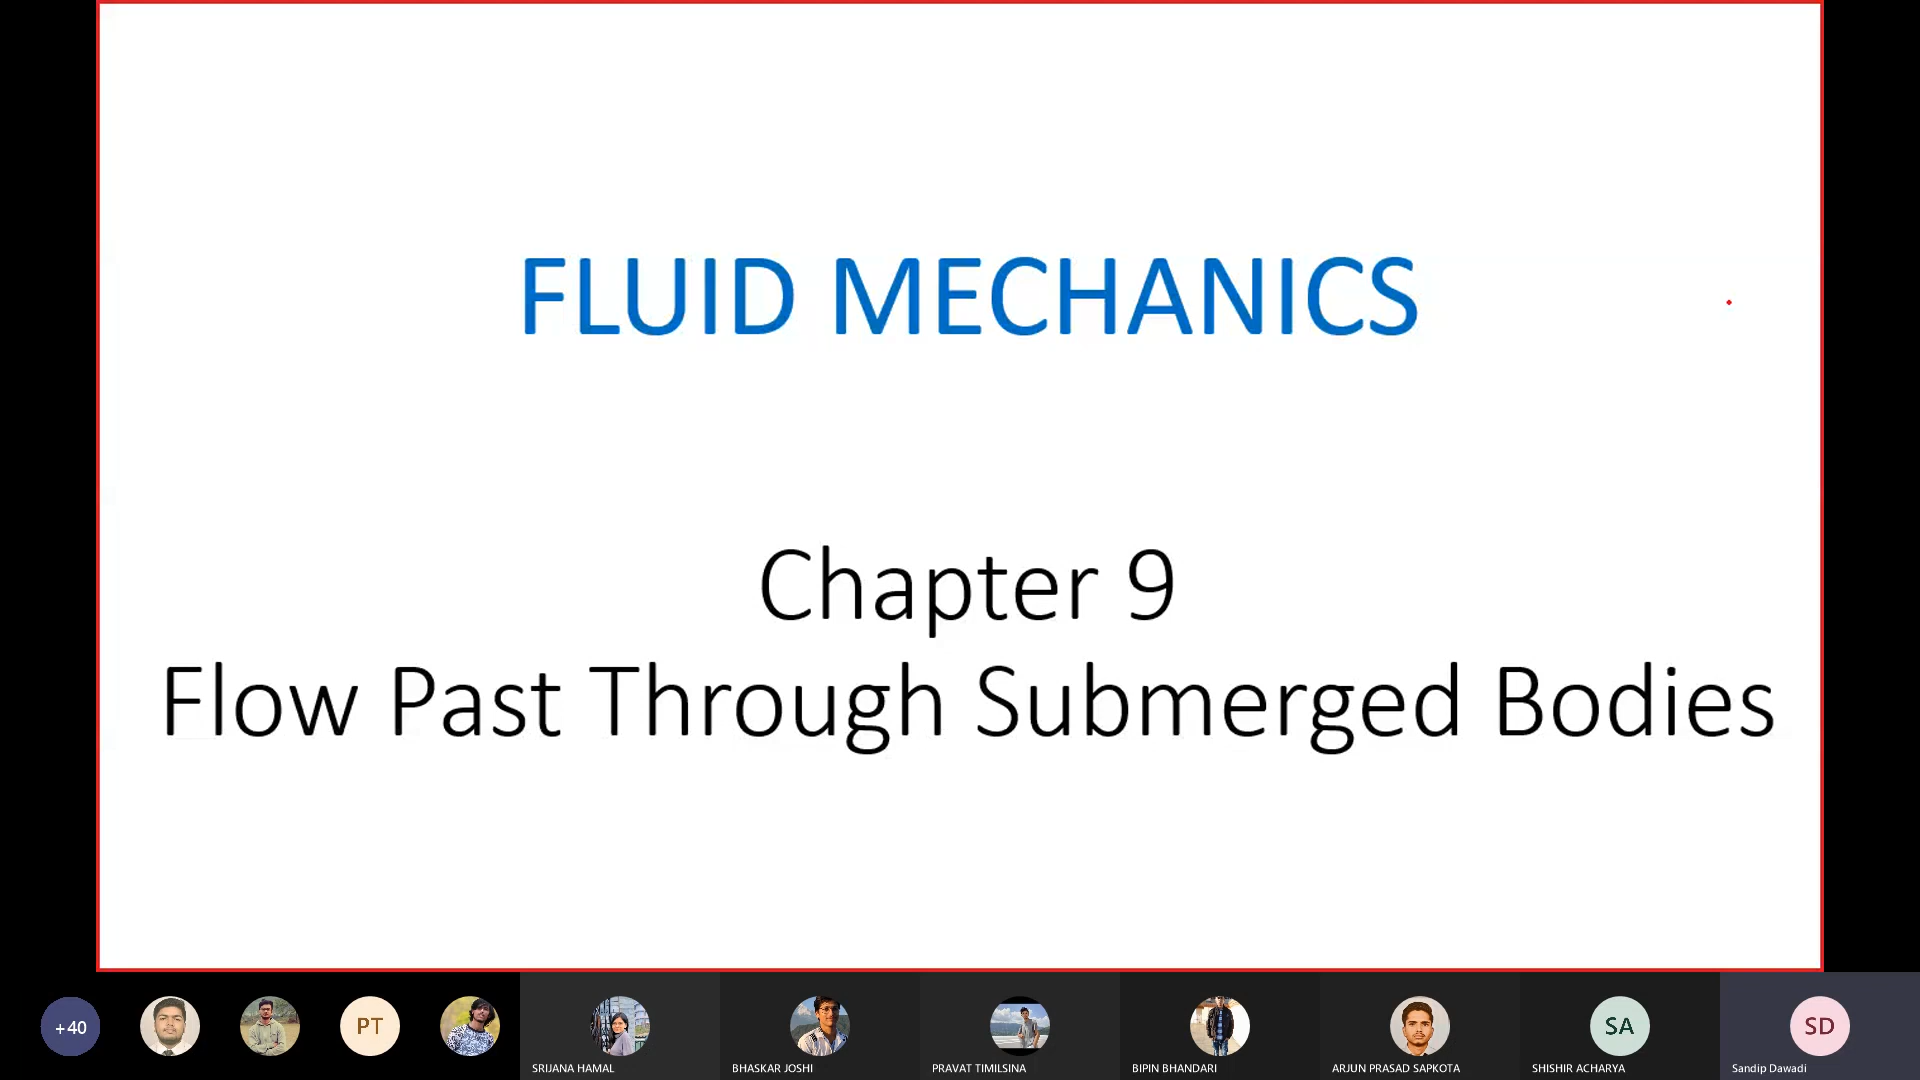 FLUID MECHANICS
Chapter 9
Flow Past Through Submerged Bodies
+40
PT
SRIJANA HAMAL
BHASKAR JOSHI
PRAVAT TIMILSINA
BIPIN BHANDARI
ARJUN PRASAD SAPKOTA
SA
SHISHIR ACHARYA
SD
Sandip Dawadi